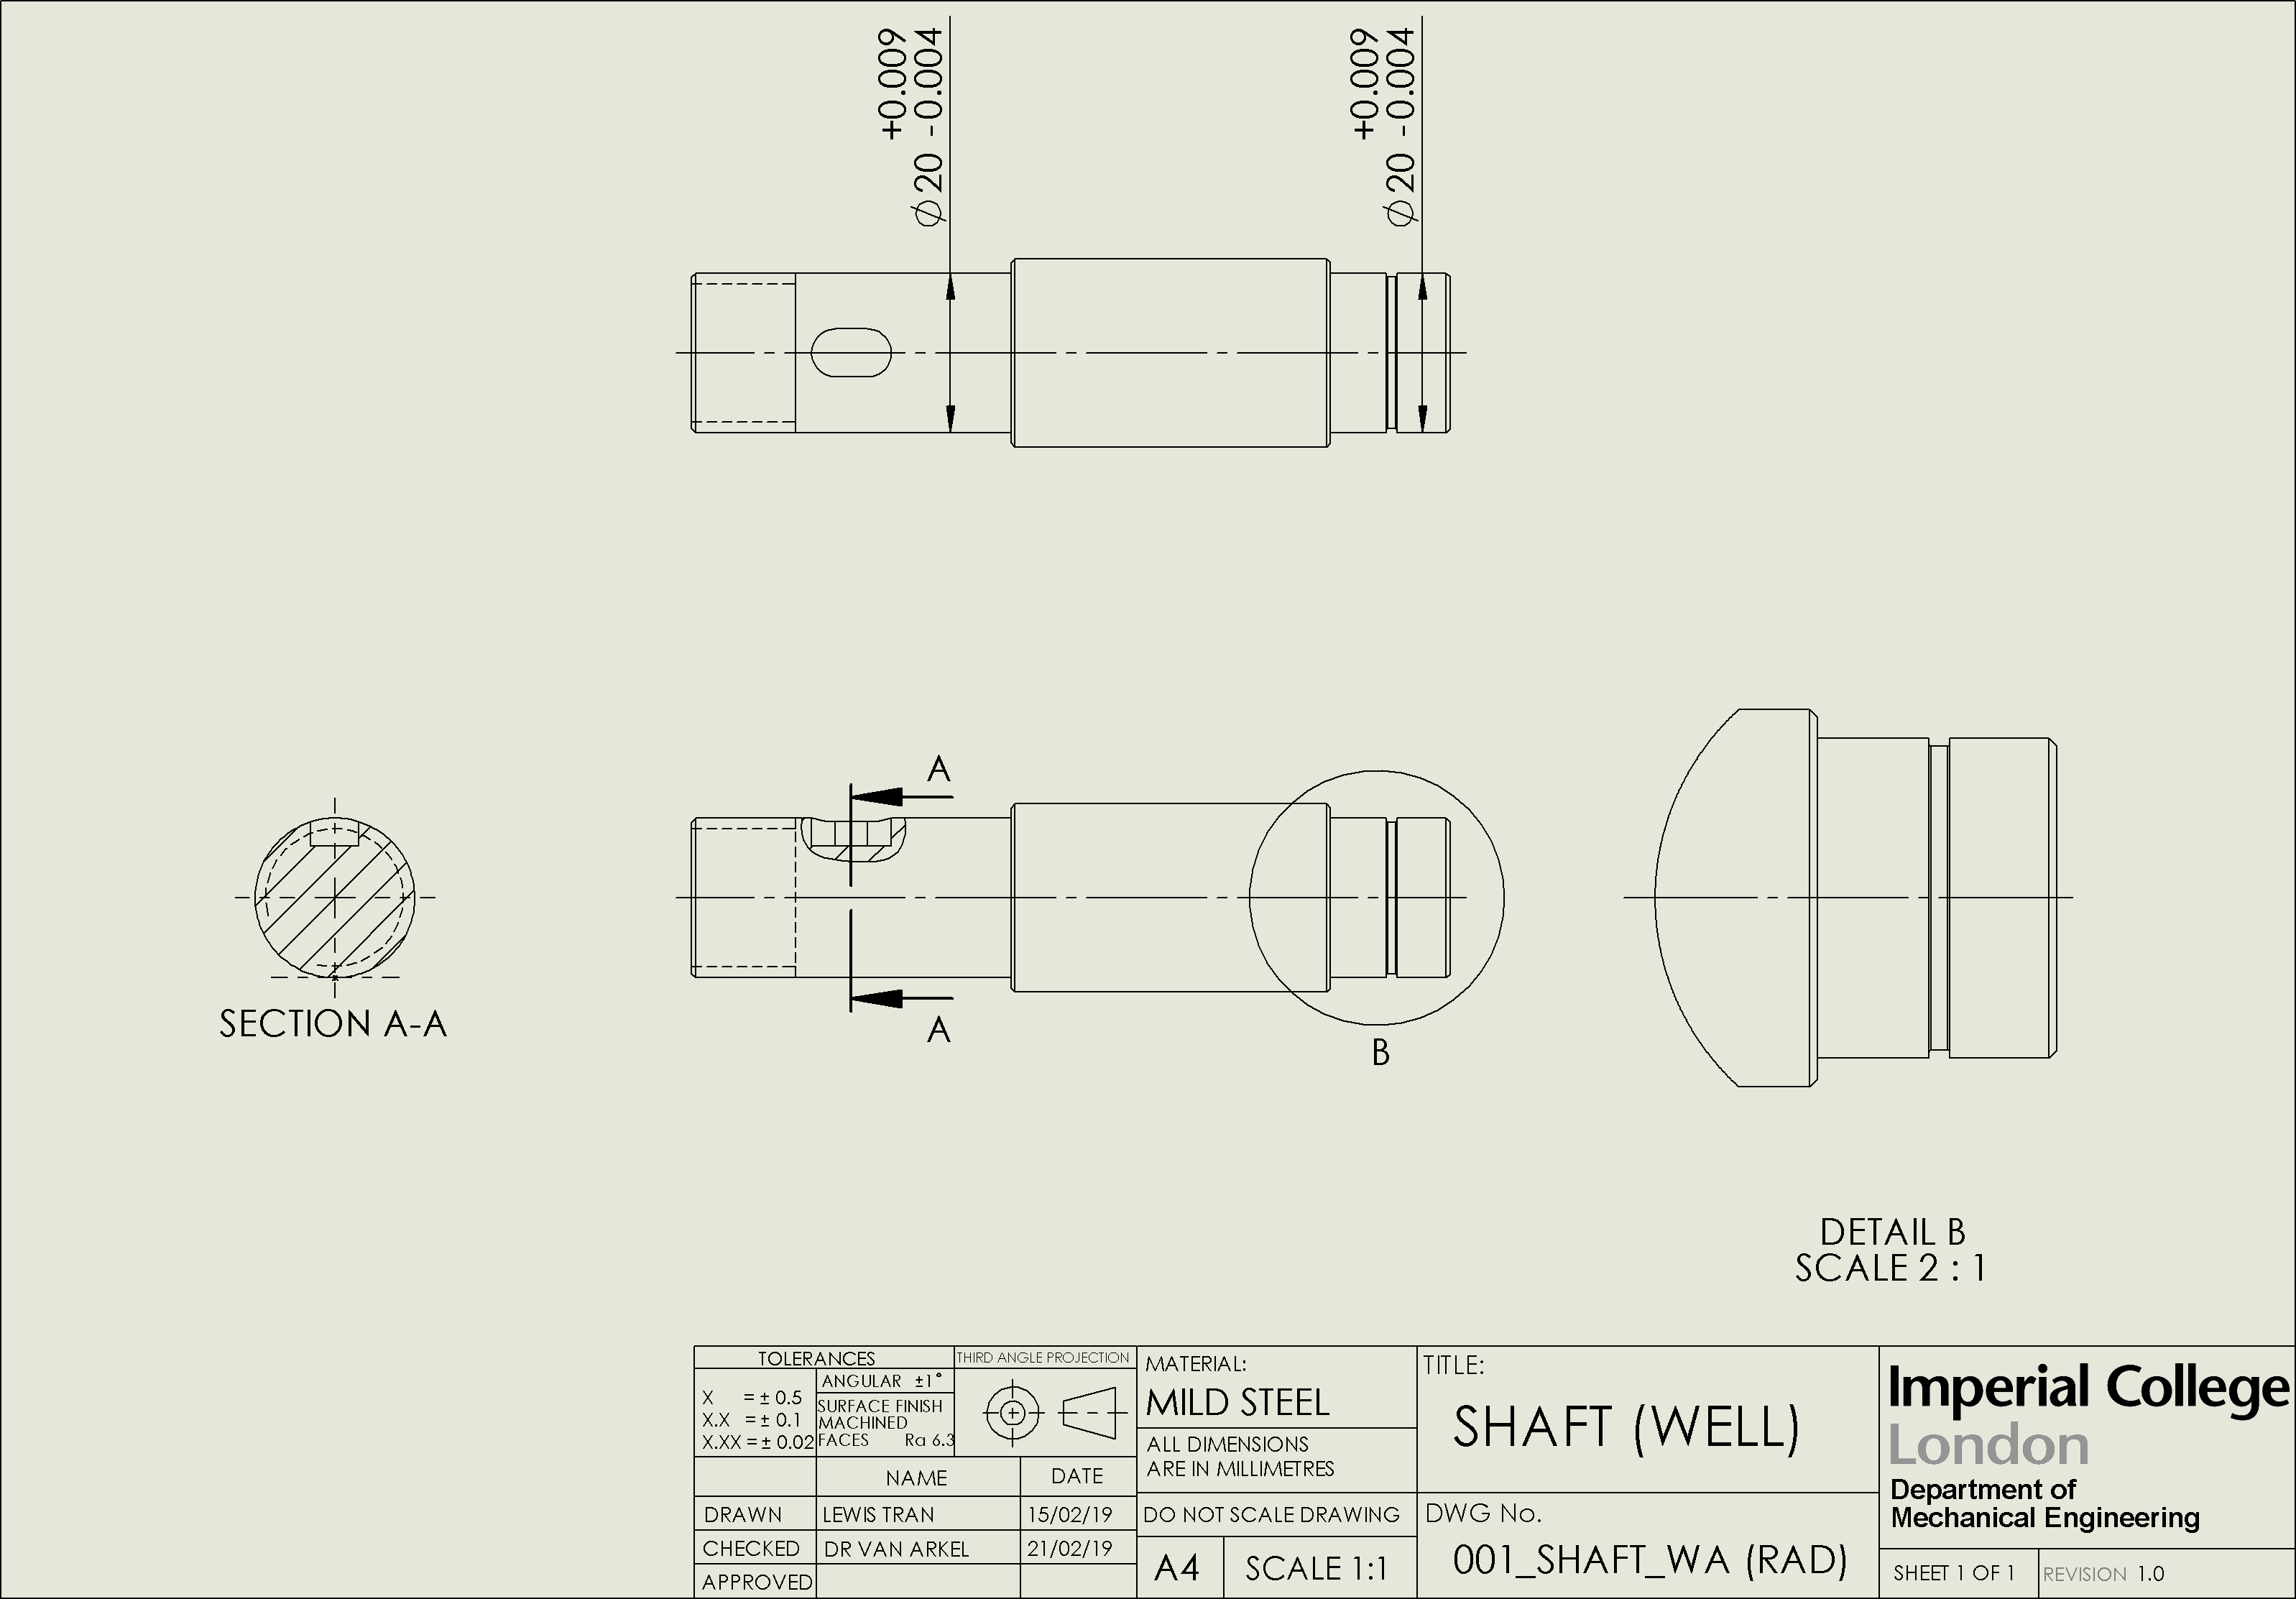 +0.009
⌀20 -0.004
+0.009
⌀20 -0.004
A
A
B
SECTION A-A
DETAIL B
SCALE 2 : 1
TOLERANCES
X = ± 0.5
X.X = ± 0.1
X.XX = ± 0.02
ANGULAR ±1°
SURFACE FINISH
MACHINED
FACES Ra 6.3
THIRD ANGLE PROJECTION
NAME DATE
DRAWN LEWIS TRAN 15/02/19
CHECKED DR VAN ARKEL 21/02/19
APPROVED
MATERIAL:
MILD STEEL
ALL DIMENSIONS
ARE IN MILLIMETRES
DO NOT SCALE DRAWING
A4 SCALE 1:1
TITLE:
SHAFT (WELL)
DWG No.
001_SHAFT_WA (RAD)
Imperial College
London
Department of
Mechanical Engineering
SHEET 1 OF 1 REVISION 1.0